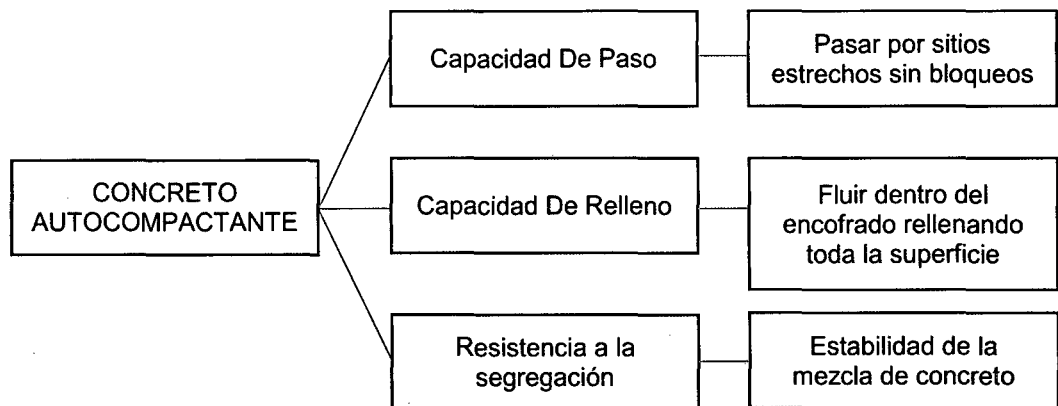 Capacidad De Paso
Pasar por sitios
estrechos sin bloqueos
CONCRETO
AUTOCOMPACTANTE
Capacidad De Relleno
Fluir dentro del
encofrado rellenando
toda la superficie
Resistencia a la
segregación
Estabilidad de la
mezcla de concreto